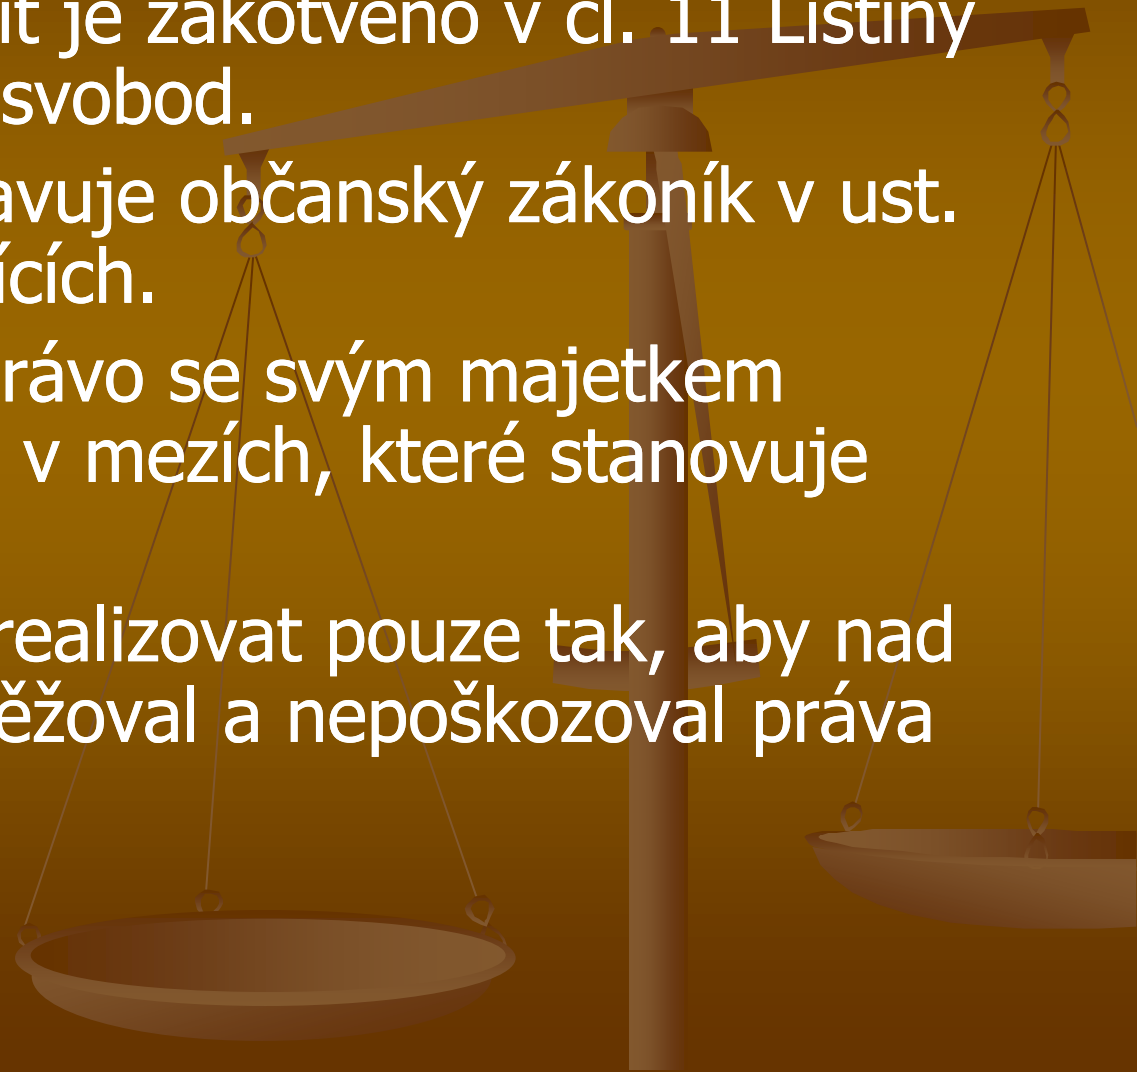 it je zakotveno v čl. 11 Listiny
svobod.
avuje občanský zákoník v ust.
ících.
rávo se svým majetkem
v mezích, které stanovuje
realizovat pouze tak, aby nad
ěžoval a nepoškozoval práva